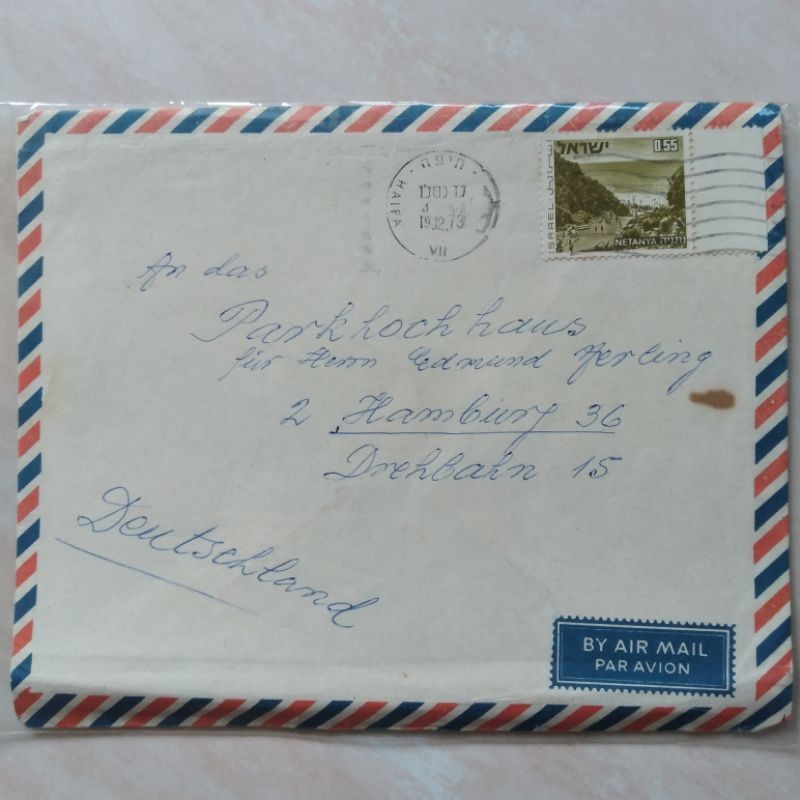 חיפה
HAIFA
19.12.73
VII
ישראל 0.55
ISRAEL
NETANYA נתניה
An das
Parkhochhaus
für Herrn Edmund
2 Hamburg 36
Drehbahn 15
Deutschland
BY AIR MAIL
PAR AVION